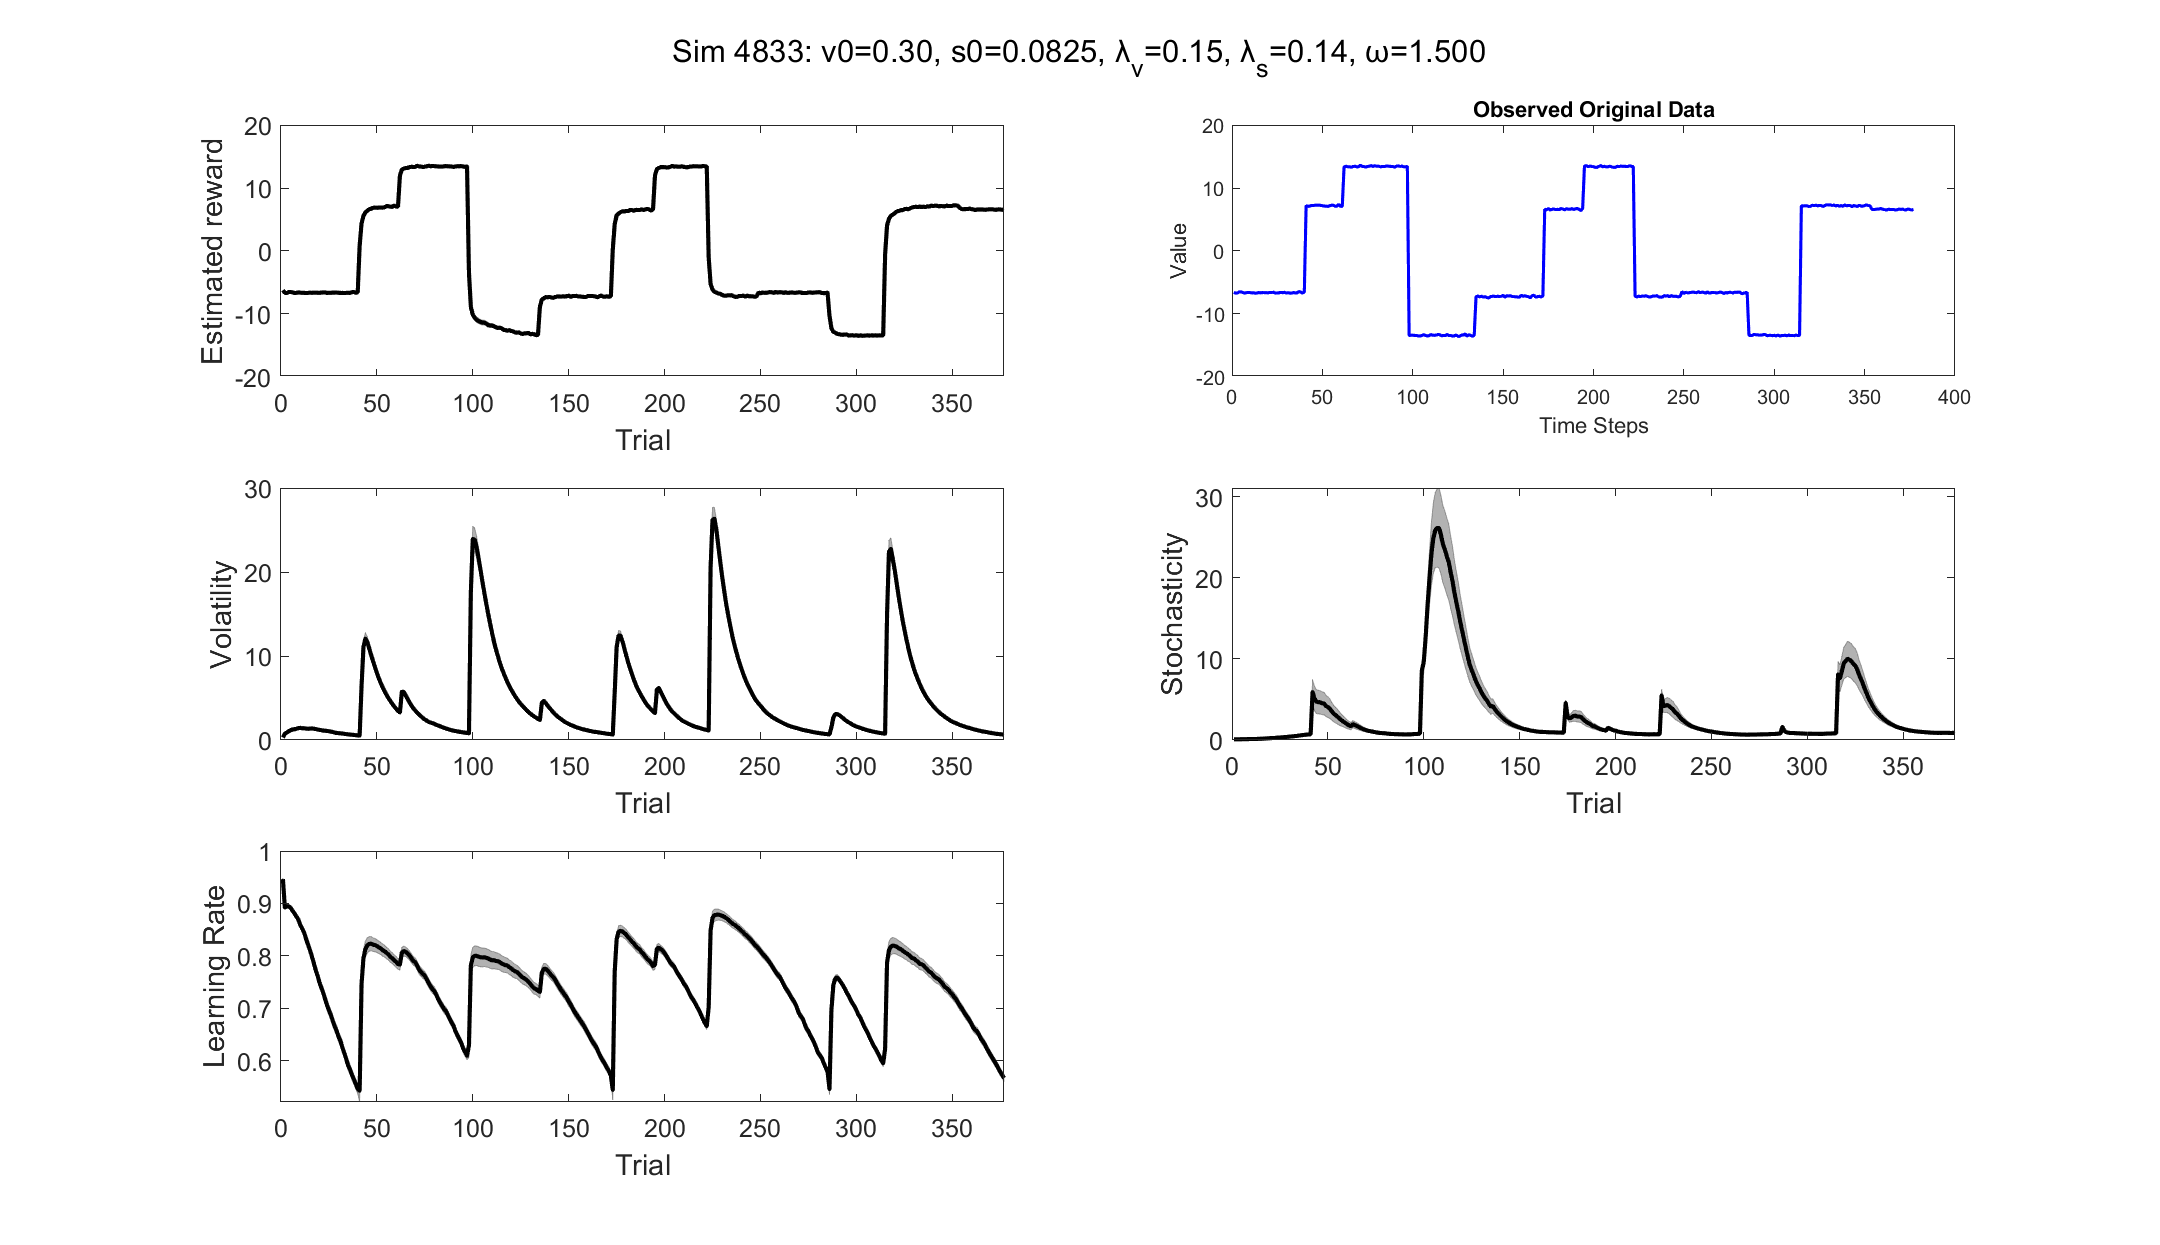 Sim 4833: v0=0.30, s0=0.0825, λ_v=0.15, λ_s=0.14, ω=1.500
Estimated reward
20
10
0
-10
-20
0 50 100 150 200 250 300 350
Trial
Observed Original Data
Value
20
10
0
-10
-20
0 50 100 150 200 250 300 350 400
Time Steps
Volatility
30
20
10
0
0 50 100 150 200 250 300 350
Trial
Stochasticity
30
20
10
0
0 50 100 150 200 250 300 350
Trial
Learning Rate
1
0.9
0.8
0.7
0.6
0 50 100 150 200 250 300 350
Trial